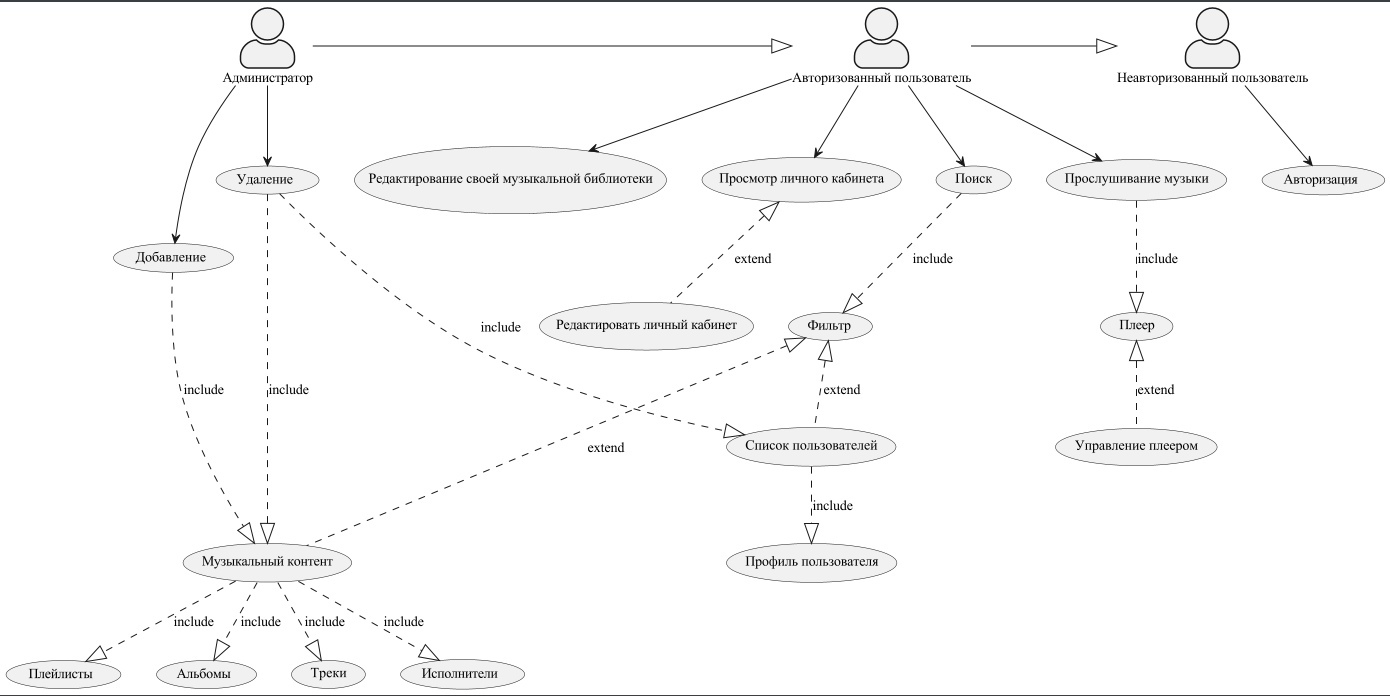 Администратор
Авторизованный пользователь
Неавторизованный пользователь
Удаление
Редактирование своей музыкальной библиотеки
Просмотр личного кабинета
Поиск
Прослушивание музыки
Авторизация
Добавление
extend
include
include
include
Редактировать личный кабинет
Фильтр
Плеер
include
include
extend
extend
extend
Список пользователей
Управление плеером
include
Музыкальный контент
Профиль пользователя
include
include
include
include
Плейлисты
Альбомы
Треки
Исполнители